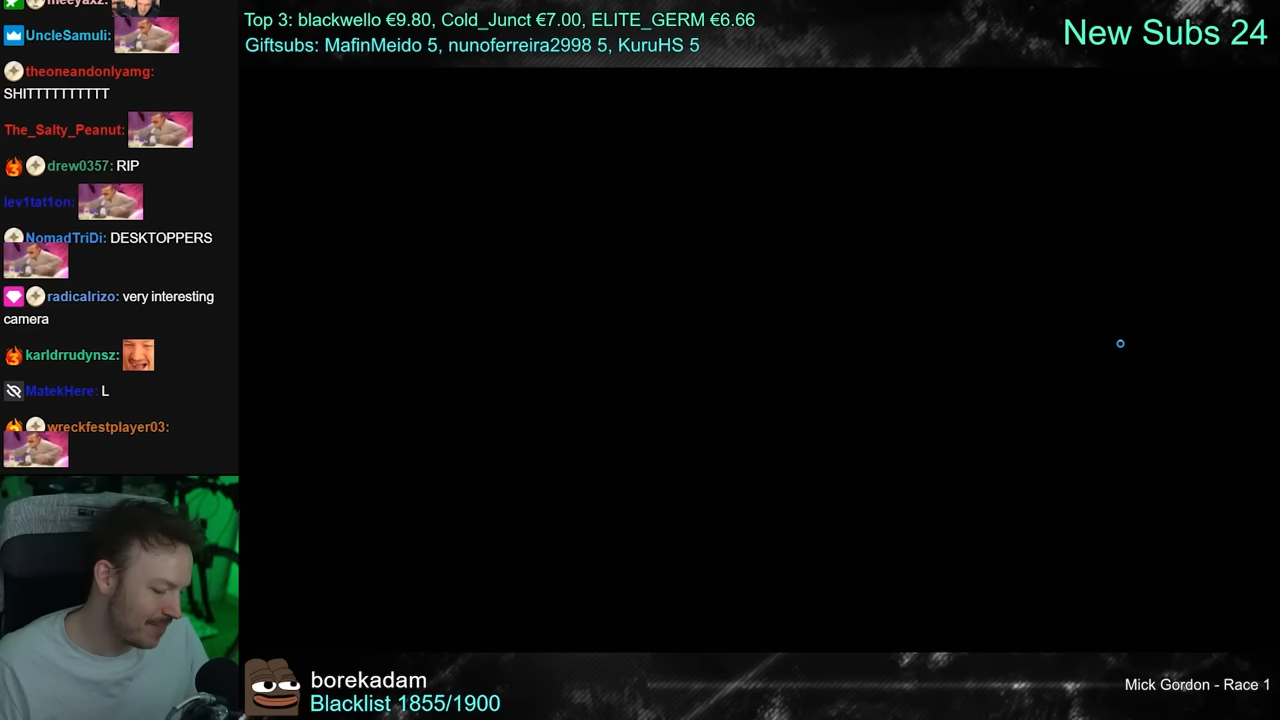 meeyaxz:
UncleSamuli:
theoneandonlyamg:
SHITTTTTTTTTT
The_Salty_Peanut:
drew0357: RIP
lev1tat1on:
NomadTriDi: DESKTOPPERS
radicalrizo: very interesting
camera
karldrrudynsz:
MatekHere: L
wreckfestplayer03:
Top 3: blackwello €9.80, Cold_Junct €7.00, ELITE_GERM €6.66
Giftsubs: MafinMeido 5, nunoferreira2998 5, KuruHS 5
New Subs 24
borekadam
Blacklist 1855/1900
Mick Gordon - Race 1